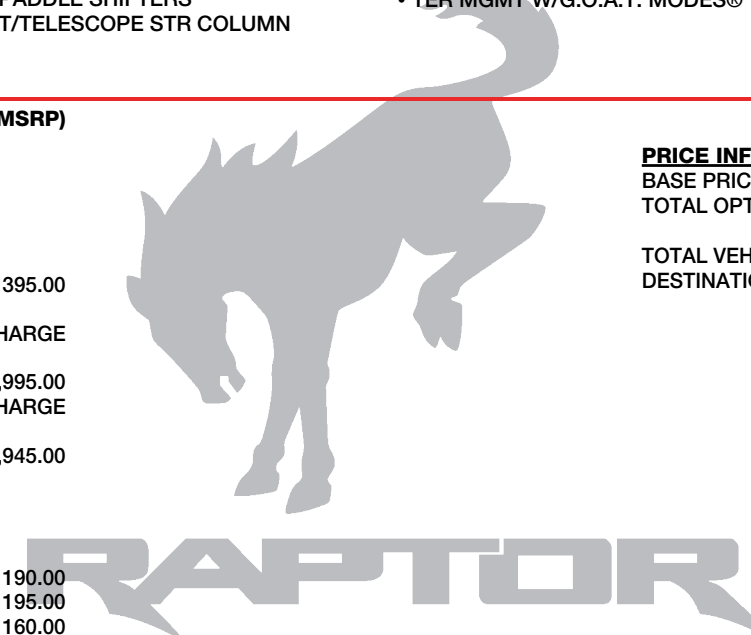 PADDLE SHIFTERS
T/TELESCOPE STR COLUMN
• TER MGMT W/G.O.A.T. MODES®
MSRP)
395.00
HARGE
,995.00
HARGE
,945.00
190.00
195.00
160.00
PRICE INF
BASE PRIC
TOTAL OPT
TOTAL VEH
DESTINATIO
RAPTOR